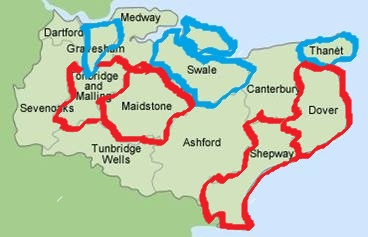 Medway
Dartford
Gravesham
Thanet
Swale
Tonbridge
and
Malling
Canterbury
Sevenoaks
Maidstone
Dover
Ashford
Tunbridge
Wells
Shepway